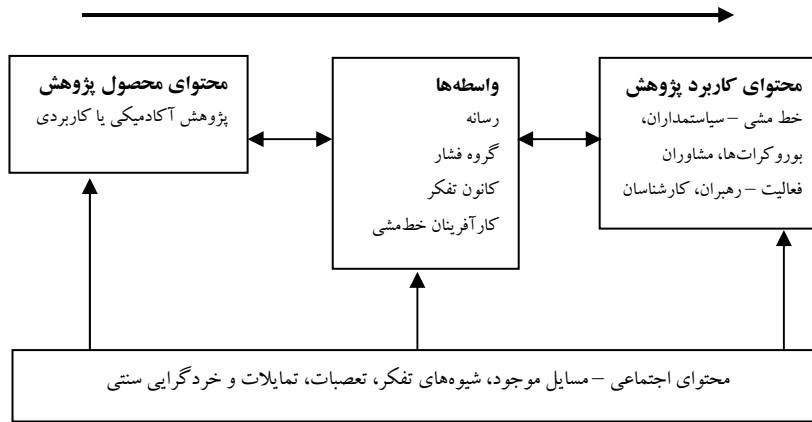 محتوای محصول پژوهش
پژوهش آکادمیکی یا کاربردی
واسطه‌ها
رسانه
گروه فشار
کانون تفکر
کارآفرینان خط‌مشی
محتوای کاربرد پژوهش
خط مشی – سیاستمداران،
بوروکرات‌ها، مشاوران
فعالیت – رهبران، کارشناسان
محتوای اجتماعی – مسایل موجود، شیوه‌های تفکر، تعصبات، تمایلات و خردگرایی سنتی